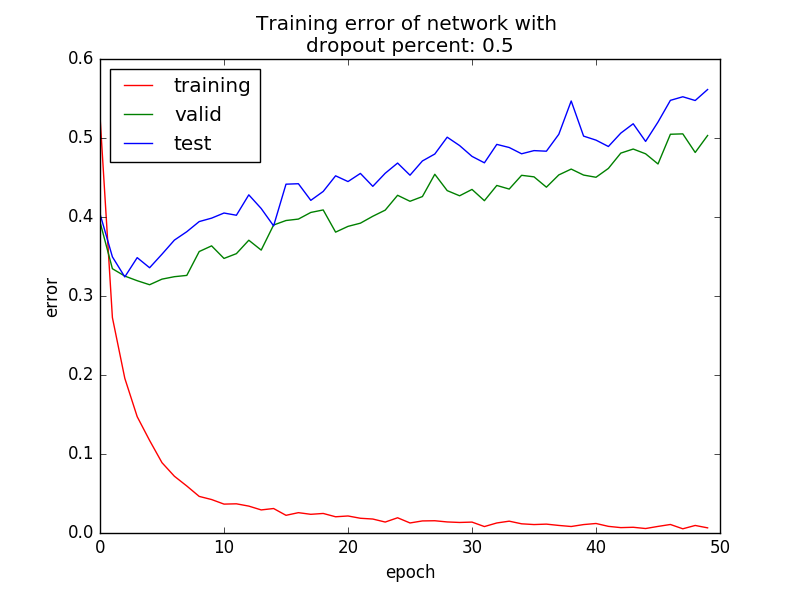 Training error of network with
dropout percent: 0.5
0.6
0.5
0.4
0.3
0.2
0.1
0.0
error
training
valid
test
0 10 20 30 40 50
epoch